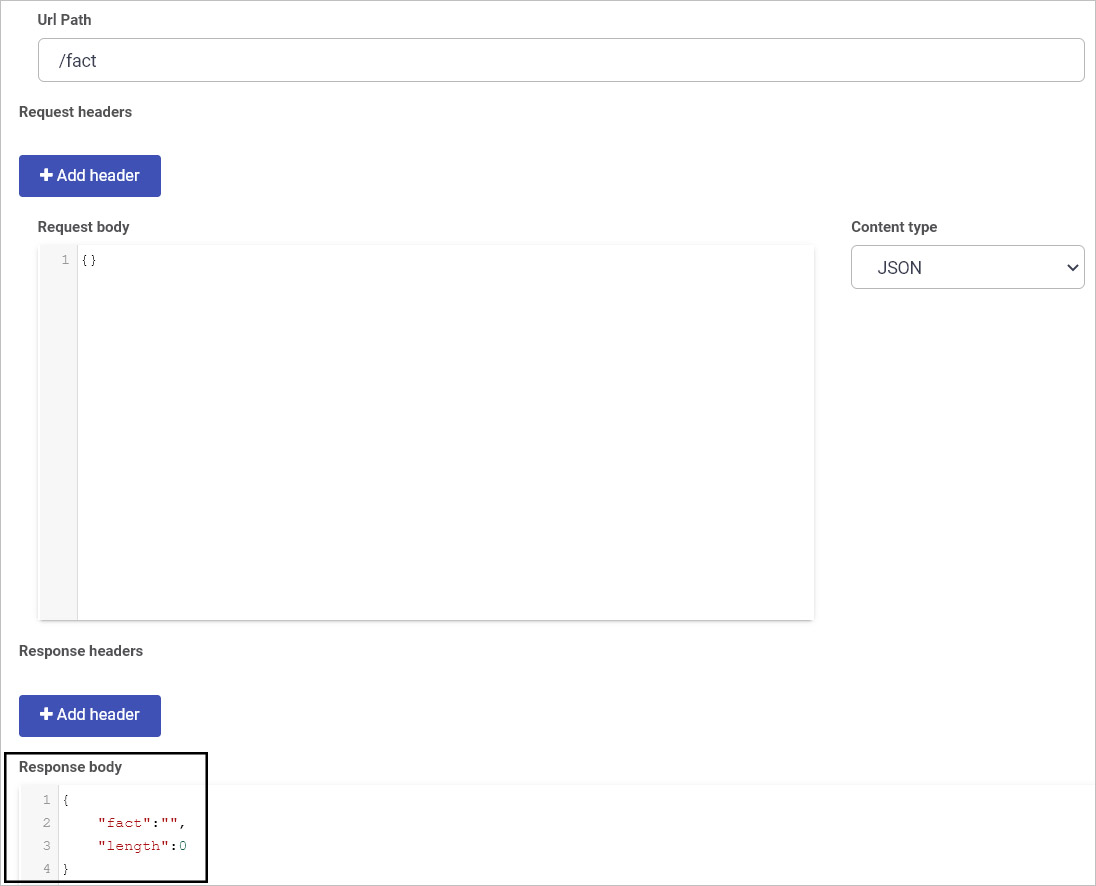 Url Path
/fact
Request headers
Add header
Request body
Content type
1 {}
JSON
Response headers
Add header
Response body
1 {
2 "fact":"",
3 "length":0
4 }